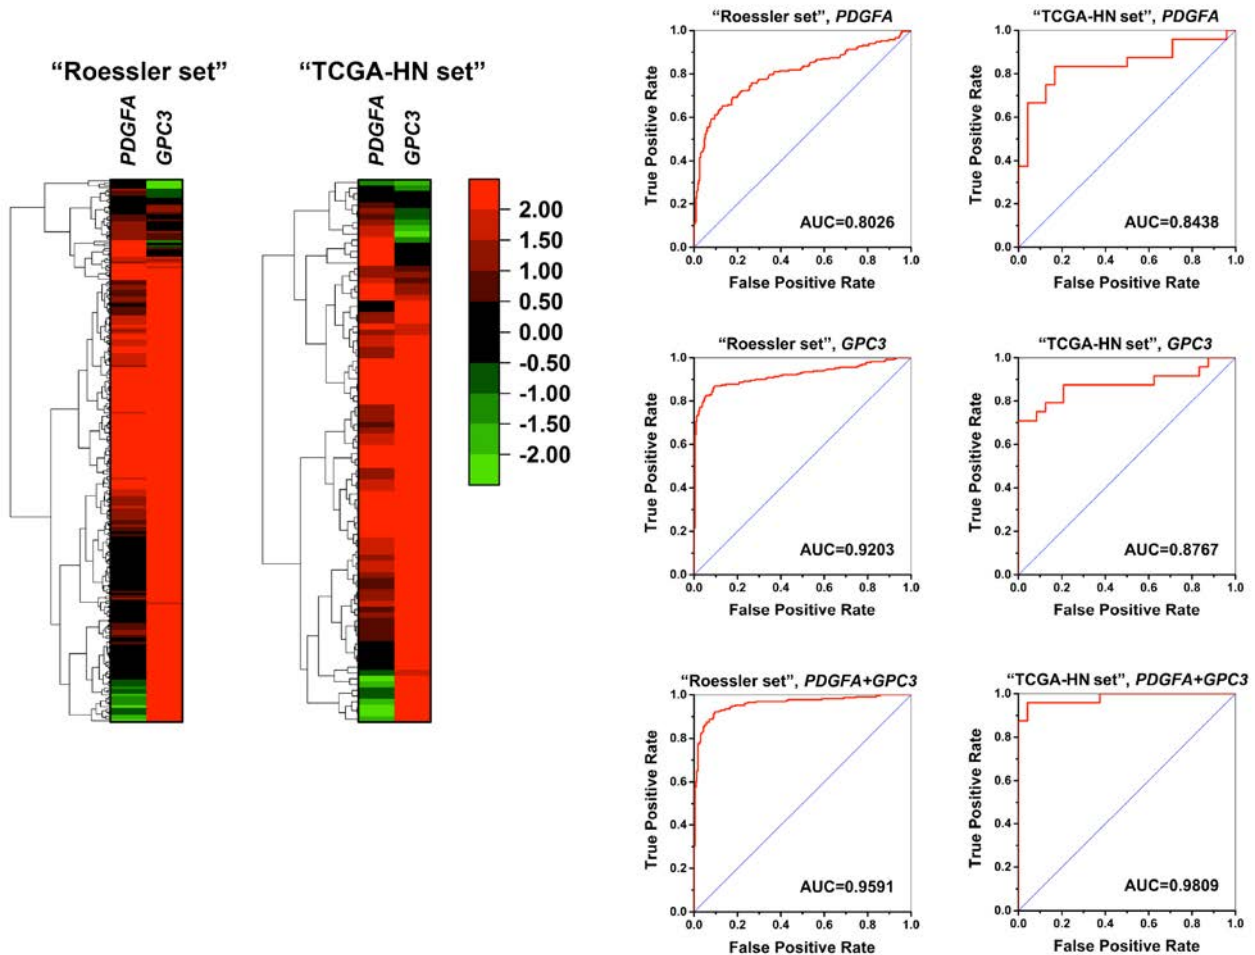 “Roessler set”
“TCGA-HN set”
PDGFA
GPC3
PDGFA
GPC3
2.00
1.50
1.00
0.50
0.00
-0.50
-1.00
-1.50
-2.00
“Roessler set”, PDGFA
True Positive Rate
1.0
0.8
0.6
0.4
0.2
0.0
AUC=0.8026
0.0 0.2 0.4 0.6 0.8 1.0
False Positive Rate
“TCGA-HN set”, PDGFA
True Positive Rate
1.0
0.8
0.6
0.4
0.2
0.0
AUC=0.8438
0.0 0.2 0.4 0.6 0.8 1.0
False Positive Rate
“Roessler set”, GPC3
True Positive Rate
1.0
0.8
0.6
0.4
0.2
0.0
AUC=0.9203
0.0 0.2 0.4 0.6 0.8 1.0
False Positive Rate
“TCGA-HN set”, GPC3
True Positive Rate
1.0
0.8
0.6
0.4
0.2
0.0
AUC=0.8767
0.0 0.2 0.4 0.6 0.8 1.0
False Positive Rate
“Roessler set”, PDGFA+GPC3
True Positive Rate
1.0
0.8
0.6
0.4
0.2
0.0
AUC=0.9591
0.0 0.2 0.4 0.6 0.8 1.0
False Positive Rate
“TCGA-HN set”, PDGFA+GPC3
True Positive Rate
1.0
0.8
0.6
0.4
0.2
0.0
AUC=0.9809
0.0 0.2 0.4 0.6 0.8 1.0
False Positive Rate